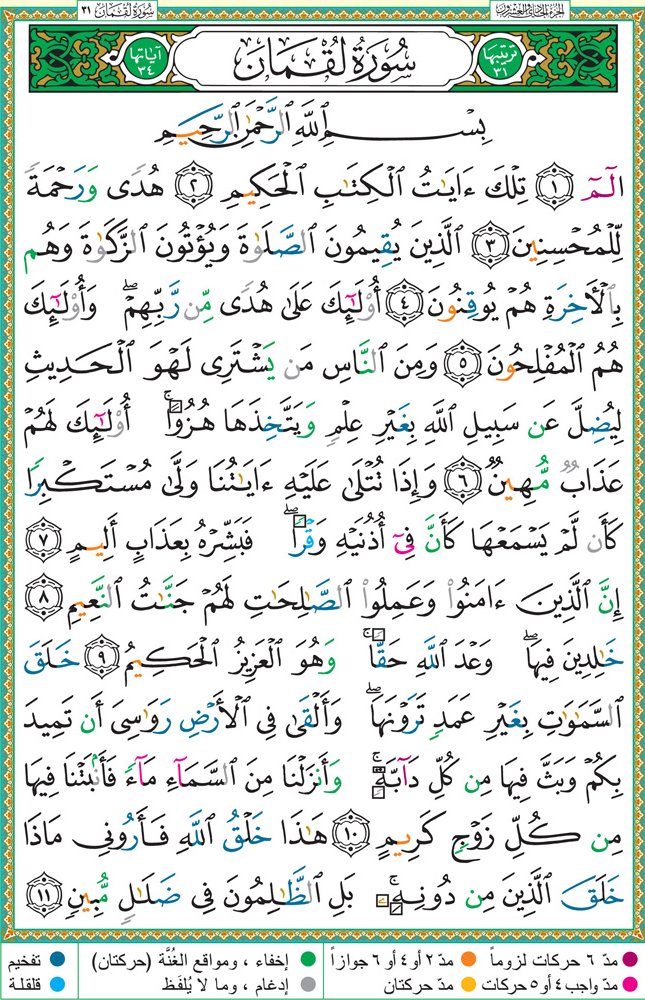 الجزء الحادي والعشرون
سورة لقمان ٣١
ترتيبها ٣١
سُورَةُ لُقْمَانَ
آياتها ٣٤
بِسْمِ ٱللَّهِ ٱلرَّحْمَٰنِ ٱلرَّحِيمِ
الٓمٓ ١ تِلْكَ ءَايَٰتُ ٱلْكِتَٰبِ ٱلْحَكِيمِ ٢ هُدًى وَرَحْمَةً
لِّلْمُحْسِنِينَ ٣ ٱلَّذِينَ يُقِيمُونَ ٱلصَّلَوٰةَ وَيُؤْتُونَ ٱلزَّكَوٰةَ وَهُم
بِٱلْأَخِرَةِ هُمْ يُوقِنُونَ ٤ أُوْلَٰٓئِكَ عَلَىٰ هُدًى مِّن رَّبِّهِمْ ۖ وَأُوْلَٰٓئِكَ
هُمُ ٱلْمُفْلِحُونَ ٥ وَمِنَ ٱلنَّاسِ مَن يَشْتَرِى لَهْوَ ٱلْحَدِيثِ
لِيُضِلَّ عَن سَبِيلِ ٱللَّهِ بِغَيْرِ عِلْمٍ وَيَتَّخِذَهَا هُزُوًا ۚ أُوْلَٰٓئِكَ لَهُمْ
عَذَابٌ مُّهِينٌ ٦ وَإِذَا تُتْلَىٰ عَلَيْهِ ءَايَٰتُنَا وَلَّىٰ مُسْتَكْبِرًا
كَأَن لَّمْ يَسْمَعْهَا كَأَنَّ فِىٓ أُذُنَيْهِ وَقْرًا ۖ فَبَشِّرْهُ بِعَذَابٍ أَلِيمٍ ٧
إِنَّ ٱلَّذِينَ ءَامَنُوا۟ وَعَمِلُوا۟ ٱلصَّٰلِحَٰتِ لَهُمْ جَنَّٰتُ ٱلنَّعِيمِ ٨
خَٰلِدِينَ فِيهَا ۖ وَعْدَ ٱللَّهِ حَقًّا ۚ وَهُوَ ٱلْعَزِيزُ ٱلْحَكِيمُ ٩ خَلَقَ
ٱلسَّمَٰوَٰتِ بِغَيْرِ عَمَدٍ تَرَوْنَهَا ۖ وَأَلْقَىٰ فِى ٱلْأَرْضِ رَوَٰسِىَ أَن تَمِيدَ
بِكُمْ وَبَثَّ فِيهَا مِن كُلِّ دَآبَّةٍ ۚ وَأَنزَلْنَا مِنَ ٱلسَّمَآءِ مَآءً فَأَنۢبَتْنَا فِيهَا
مِن كُلِّ زَوْجٍ كَرِيمٍ ١٠ هَٰذَا خَلْقُ ٱللَّهِ فَأَرُونِى مَاذَا
خَلَقَ ٱلَّذِينَ مِن دُونِهِۦ ۚ بَلِ ٱلظَّٰلِمُونَ فِى ضَلَٰلٍ مُّبِينٍ ١١
مدّ ٦ حركات لزوماً
مدّ ٢ أو ٤ أو ٦ جوازاً
إخفاء ، ومواقع الغُنَّة (حركتان)
تفخيم
مدّ واجب ٤ أو ٥ حركات
مدّ حركتان
إدغام ، وما لا يُلفَظ
قلقلة